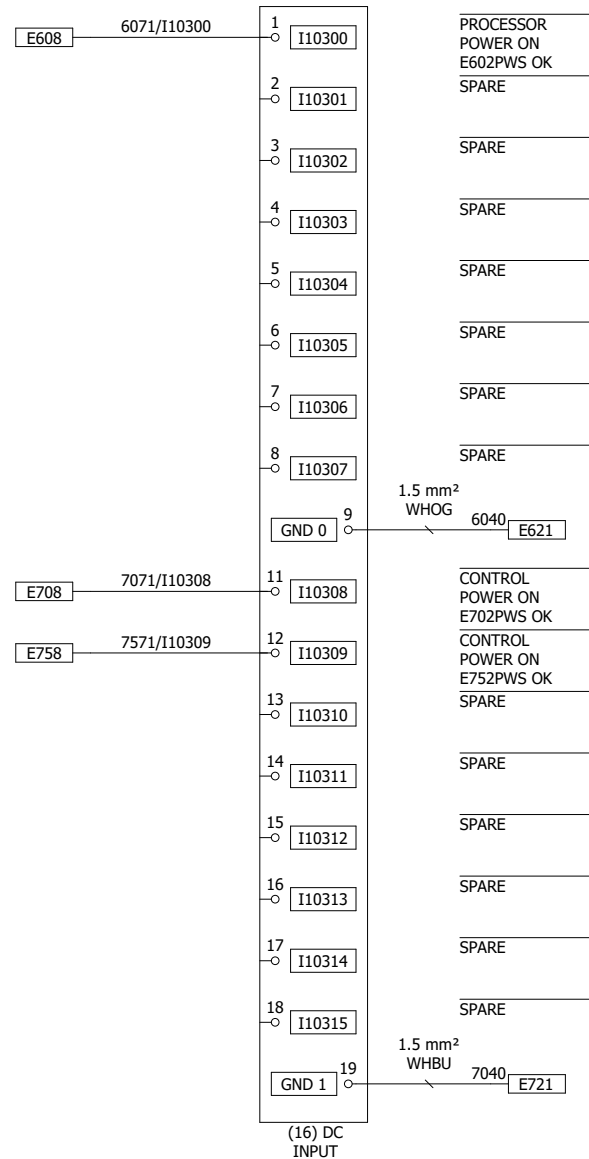 E608 6071/I10300 1 I10300 PROCESSOR
POWER ON
E602PWS OK
2 I10301 SPARE
3 I10302 SPARE
4 I10303 SPARE
5 I10304 SPARE
6 I10305 SPARE
7 I10306 SPARE
8 I10307 SPARE
1.5 mm²
WHOG
GND 0 9 6040 E621
E708 7071/I10308 11 I10308 CONTROL
POWER ON
E702PWS OK
E758 7571/I10309 12 I10309 CONTROL
POWER ON
E752PWS OK
13 I10310 SPARE
14 I10311 SPARE
15 I10312 SPARE
16 I10313 SPARE
17 I10314 SPARE
18 I10315 SPARE
1.5 mm²
WHBU
GND 1 19 7040 E721
(16) DC
INPUT